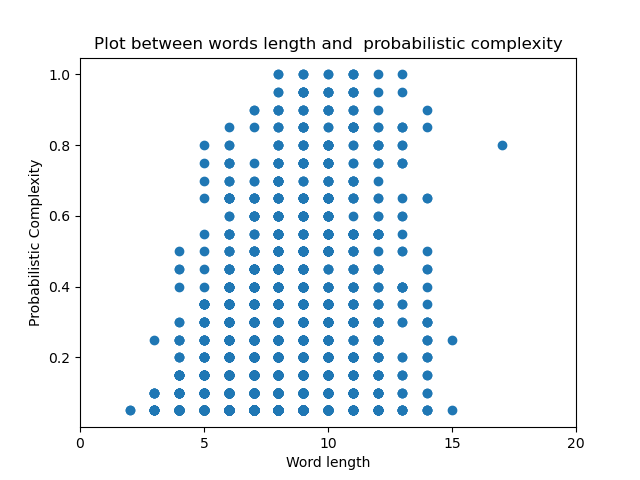 Plot between words length and  probabilistic complexity
1.0
0.8
0.6
0.4
0.2
Probabilistic Complexity
0 5 10 15 20
Word length